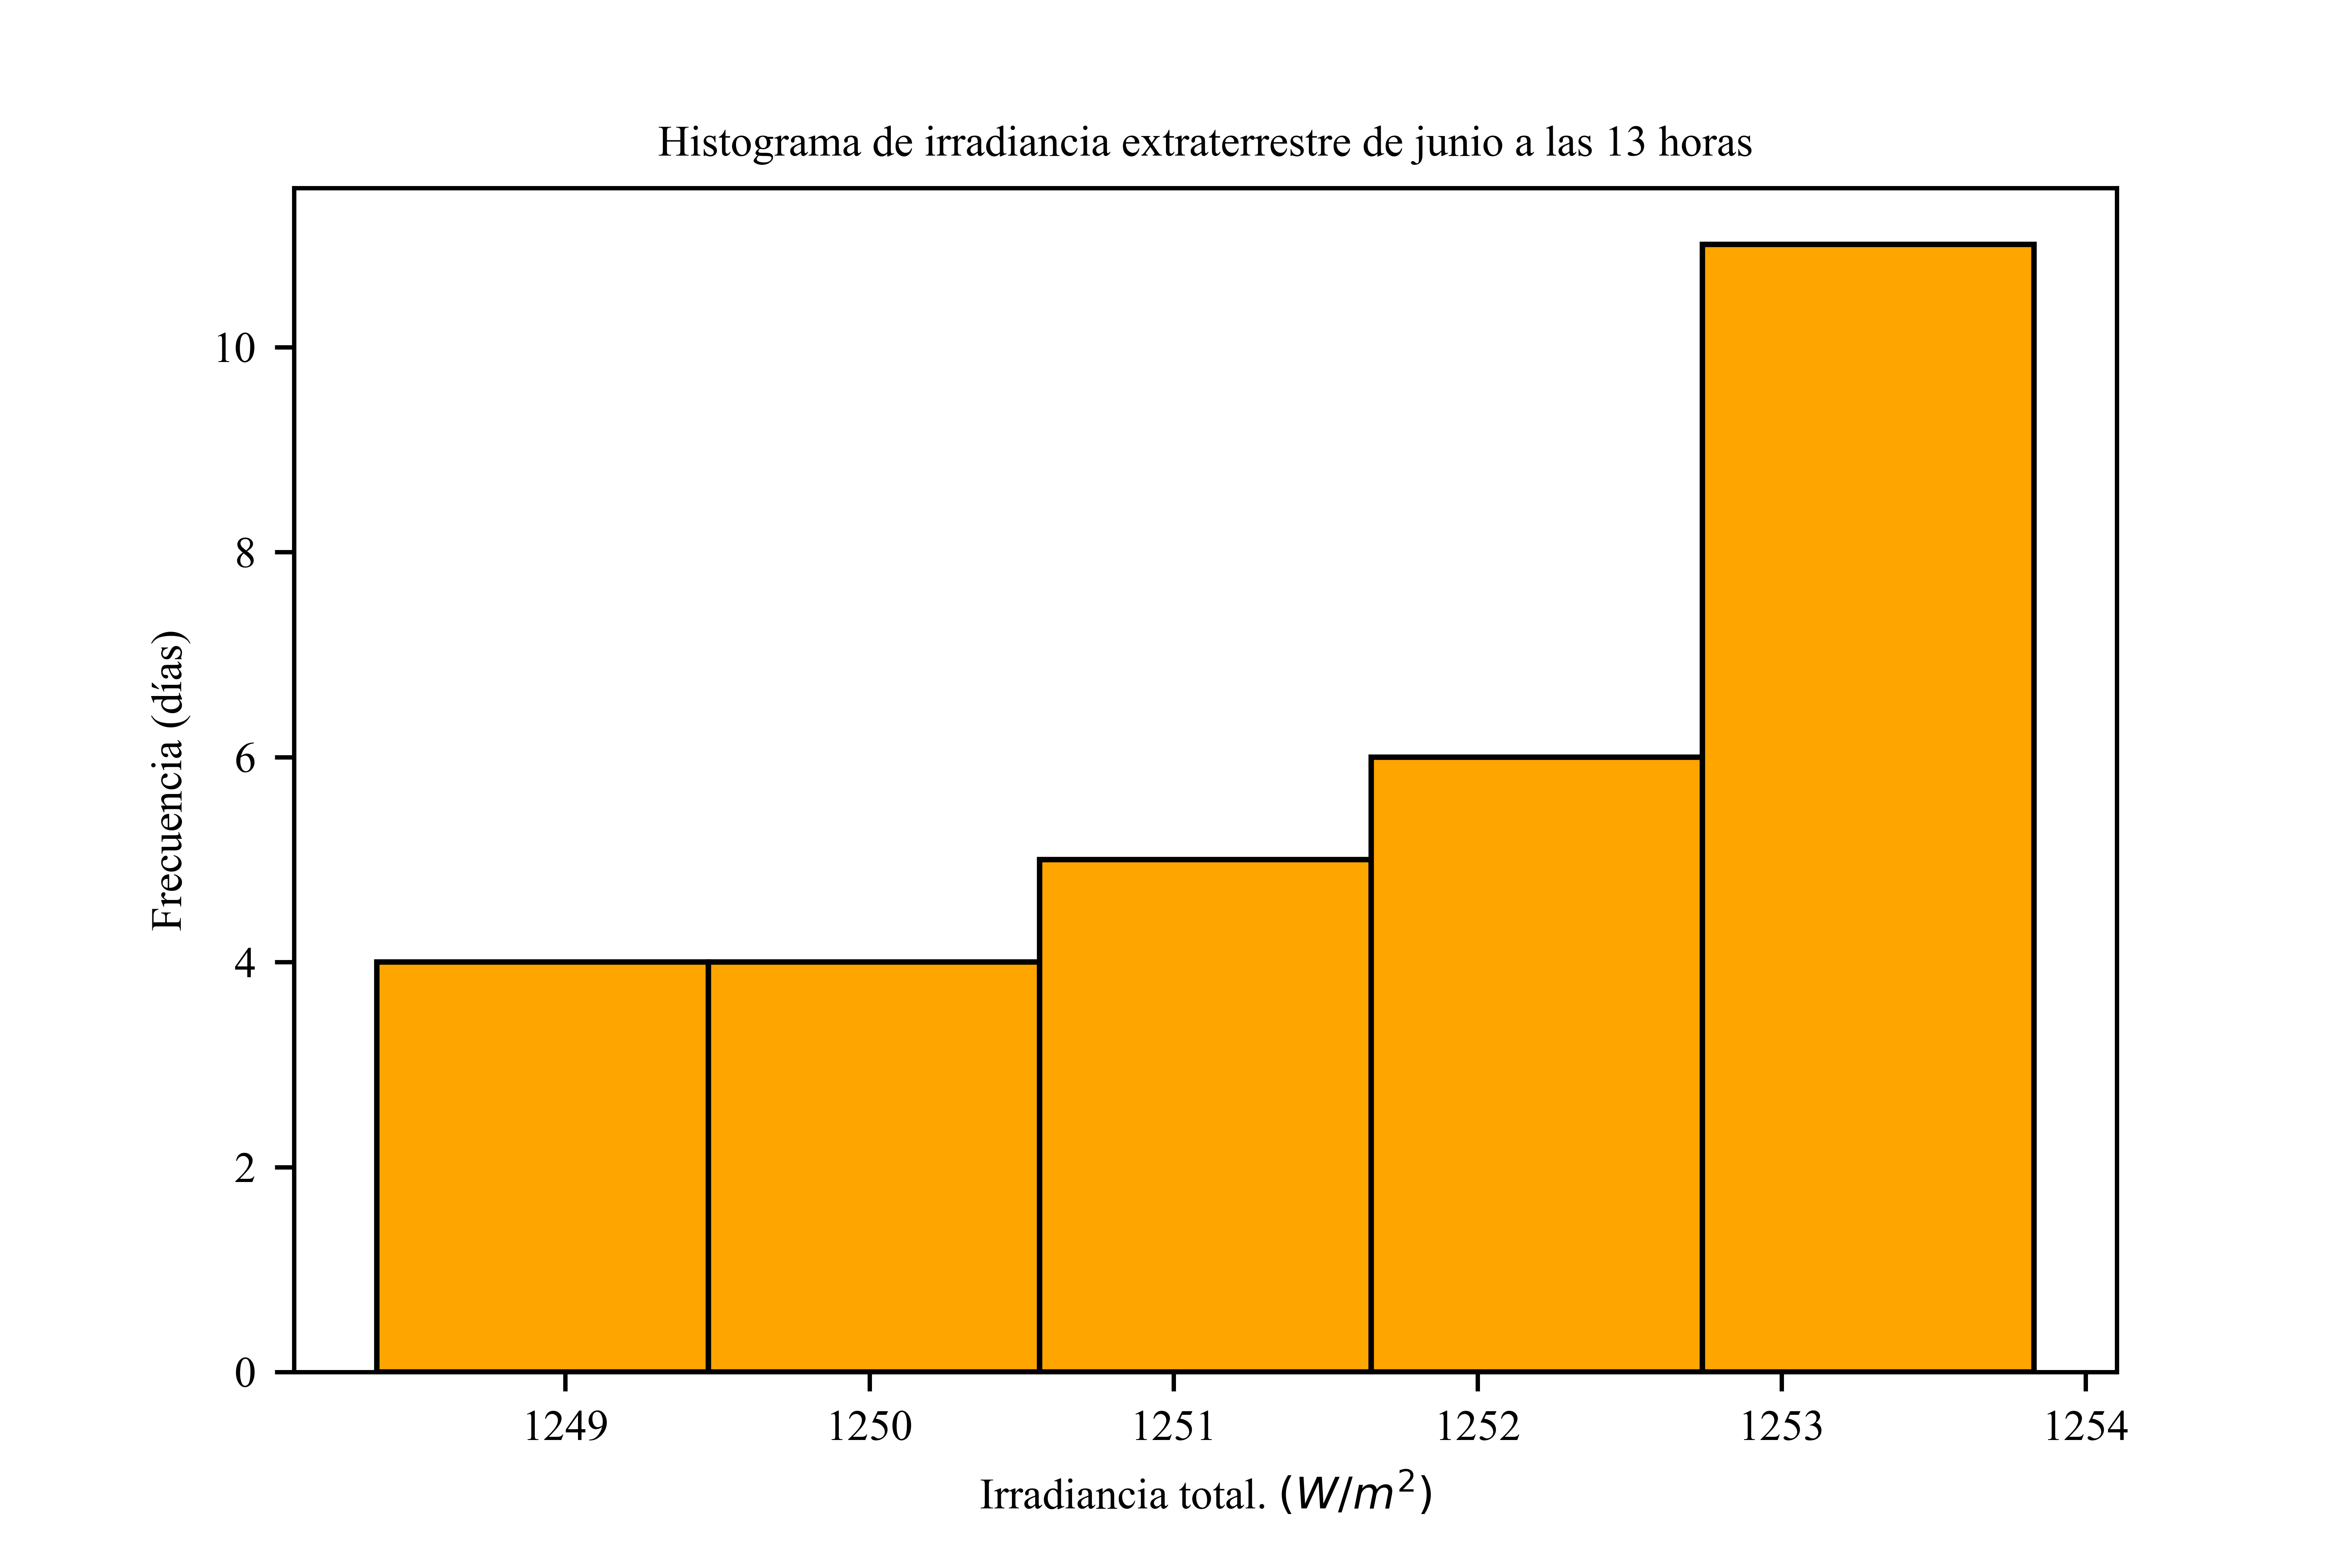 Histograma de irradiancia extraterrestre de junio a las 13 horas
Frecuencia (días)
10
8
6
4
2
0
1249 1250 1251 1252 1253 1254
Irradiancia total. (W/m²)